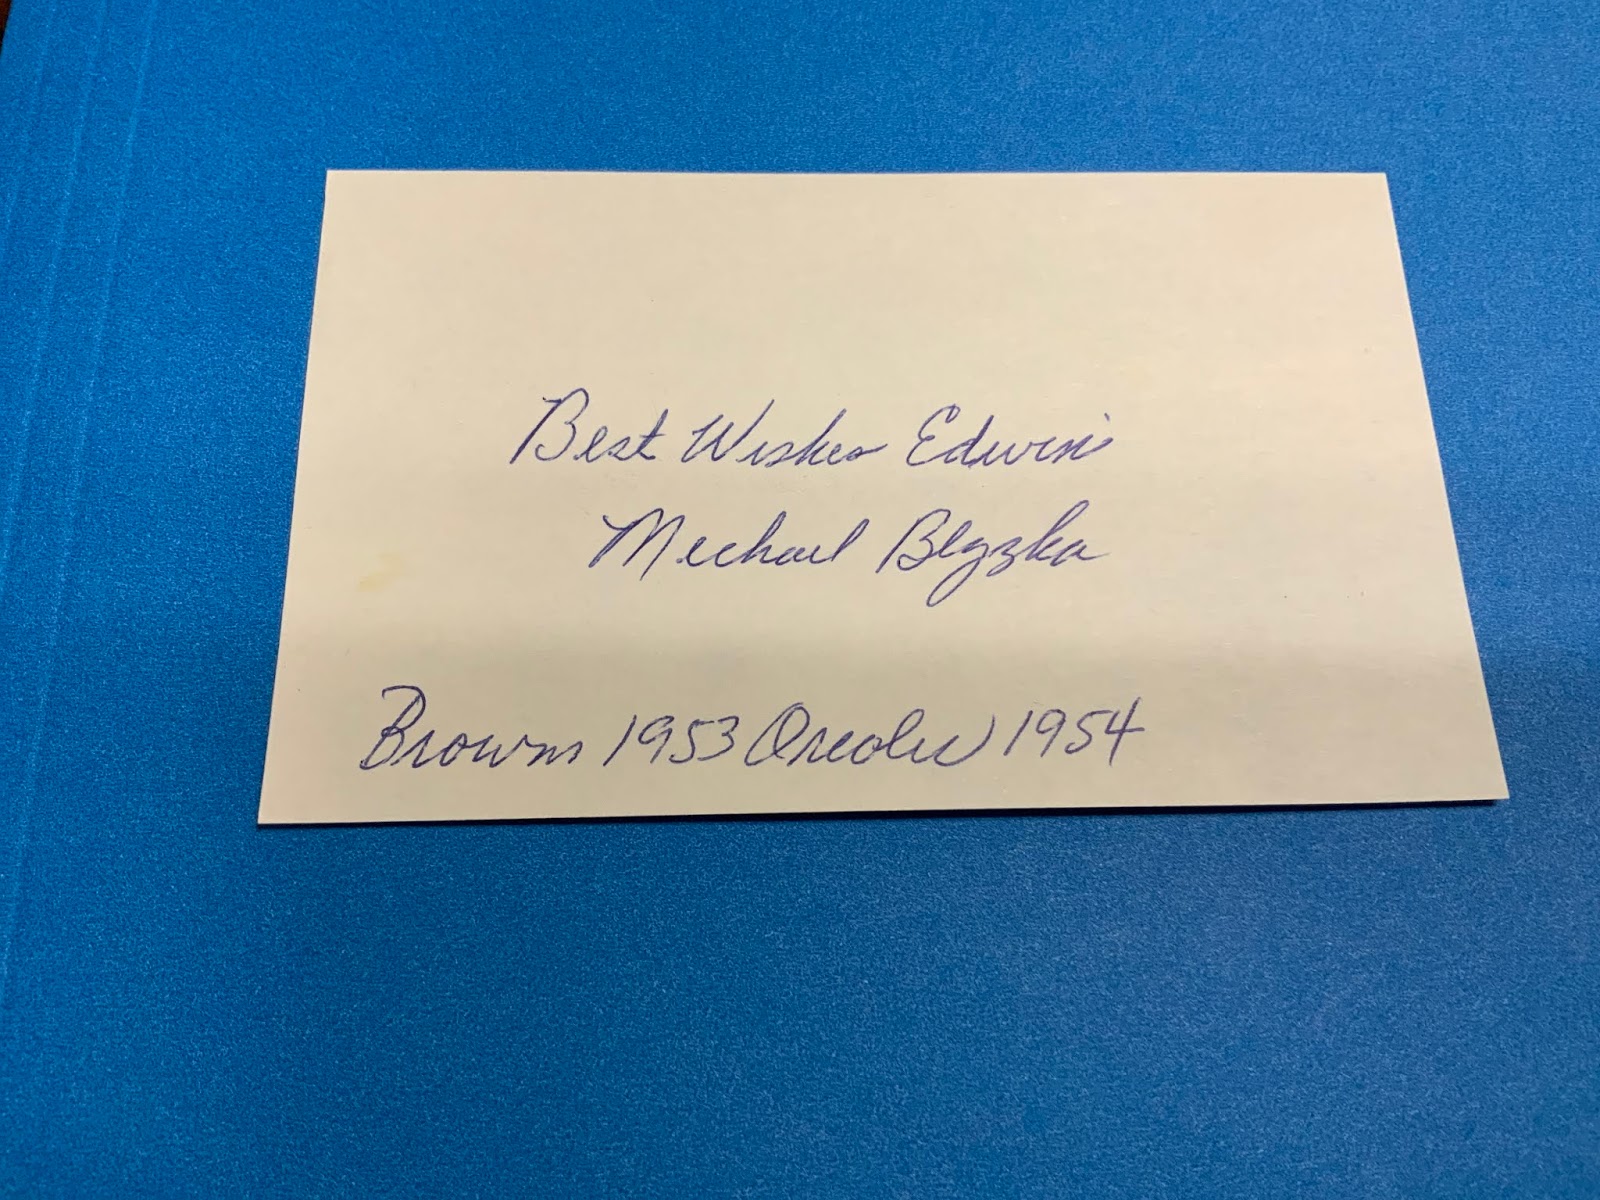 Best Wishes Edwin
Michael Blyzka
Browns 1953 Orioles 1954